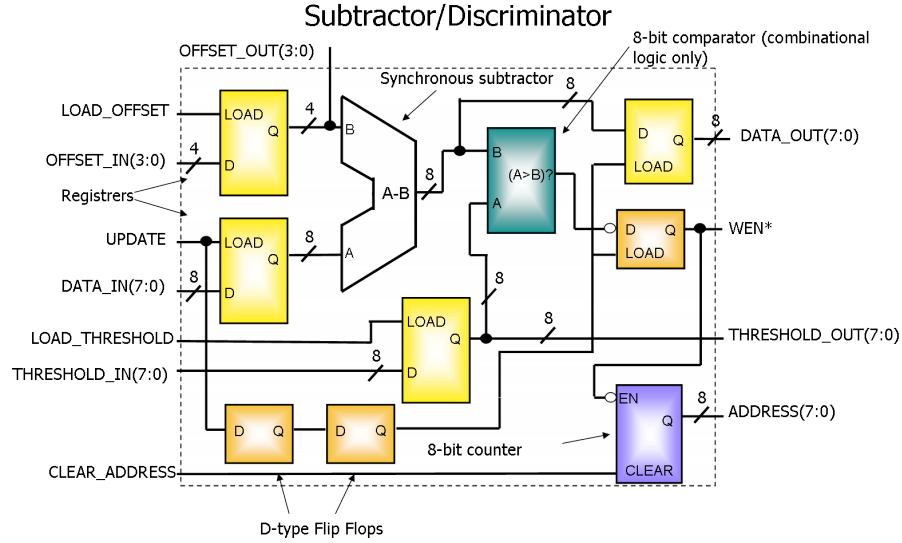 Subtractor/Discriminator
OFFSET_OUT(3:0)
8-bit comparator (combinational
logic only)
Synchronous subtractor
8
8
LOAD_OFFSET
LOAD
4
Q
B
D
Q
DATA_OUT(7:0)
OFFSET_IN(3:0)
4
D
B
(A>B)?
LOAD
Registrers
A-B
8
A
UPDATE
LOAD
Q
8
A
D
Q
WEN*
LOAD
DATA_IN(7:0)
8
D
8
LOAD_THRESHOLD
LOAD
Q
8
THRESHOLD_OUT(7:0)
THRESHOLD_IN(7:0)
8
D
EN
8
ADDRESS(7:0)
Q
D
Q
D
Q
8-bit counter
CLEAR_ADDRESS
CLEAR
D-type Flip Flops